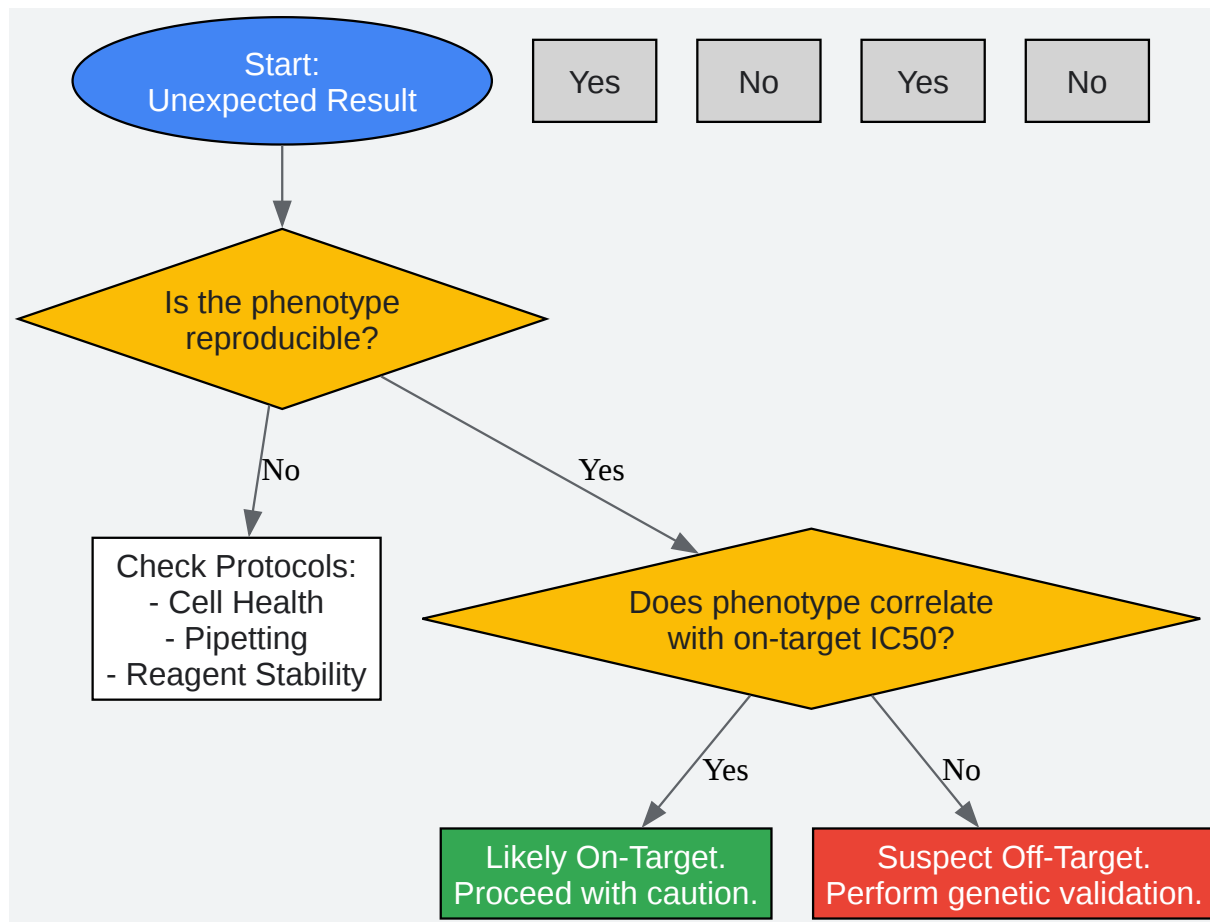 Start:
Unexpected Result
Yes
No
Yes
No
Is the phenotype
reproducible?
No
Yes
Check Protocols:
- Cell Health
- Pipetting
- Reagent Stability
Does phenotype correlate
with on-target IC50?
Yes
No
Likely On-Target.
Proceed with caution.
Suspect Off-Target.
Perform genetic validation.